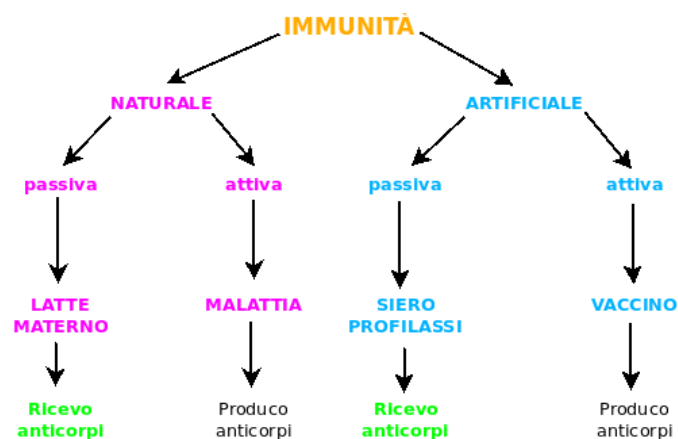 IMMUNITÀ
NATURALE
ARTIFICIALE
passiva
attiva
passiva
attiva
LATTE
MATERNO
MALATTIA
SIERO
PROFILASSI
VACCINO
Ricevo
anticorpi
Produco
anticorpi
Ricevo
anticorpi
Produco
anticorpi